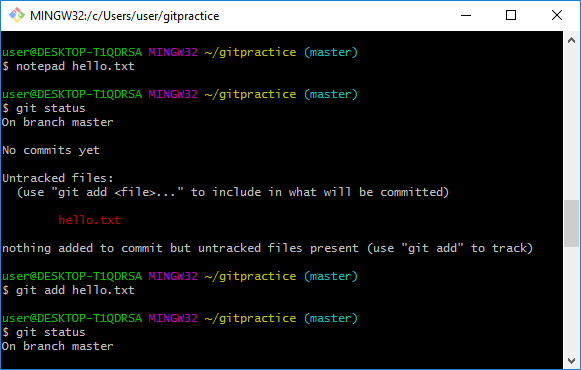 MINGW32:/c/Users/user/gitpractice
user@DESKTOP-T1QDRSA MINGW32 ~/gitpractice (master)
$ notepad hello.txt
user@DESKTOP-T1QDRSA MINGW32 ~/gitpractice (master)
$ git status
On branch master
No commits yet
Untracked files:
(use "git add <file>..." to include in what will be committed)
hello.txt
nothing added to commit but untracked files present (use "git add" to track)
user@DESKTOP-T1QDRSA MINGW32 ~/gitpractice (master)
$ git add hello.txt
user@DESKTOP-T1QDRSA MINGW32 ~/gitpractice (master)
$ git status
On branch master